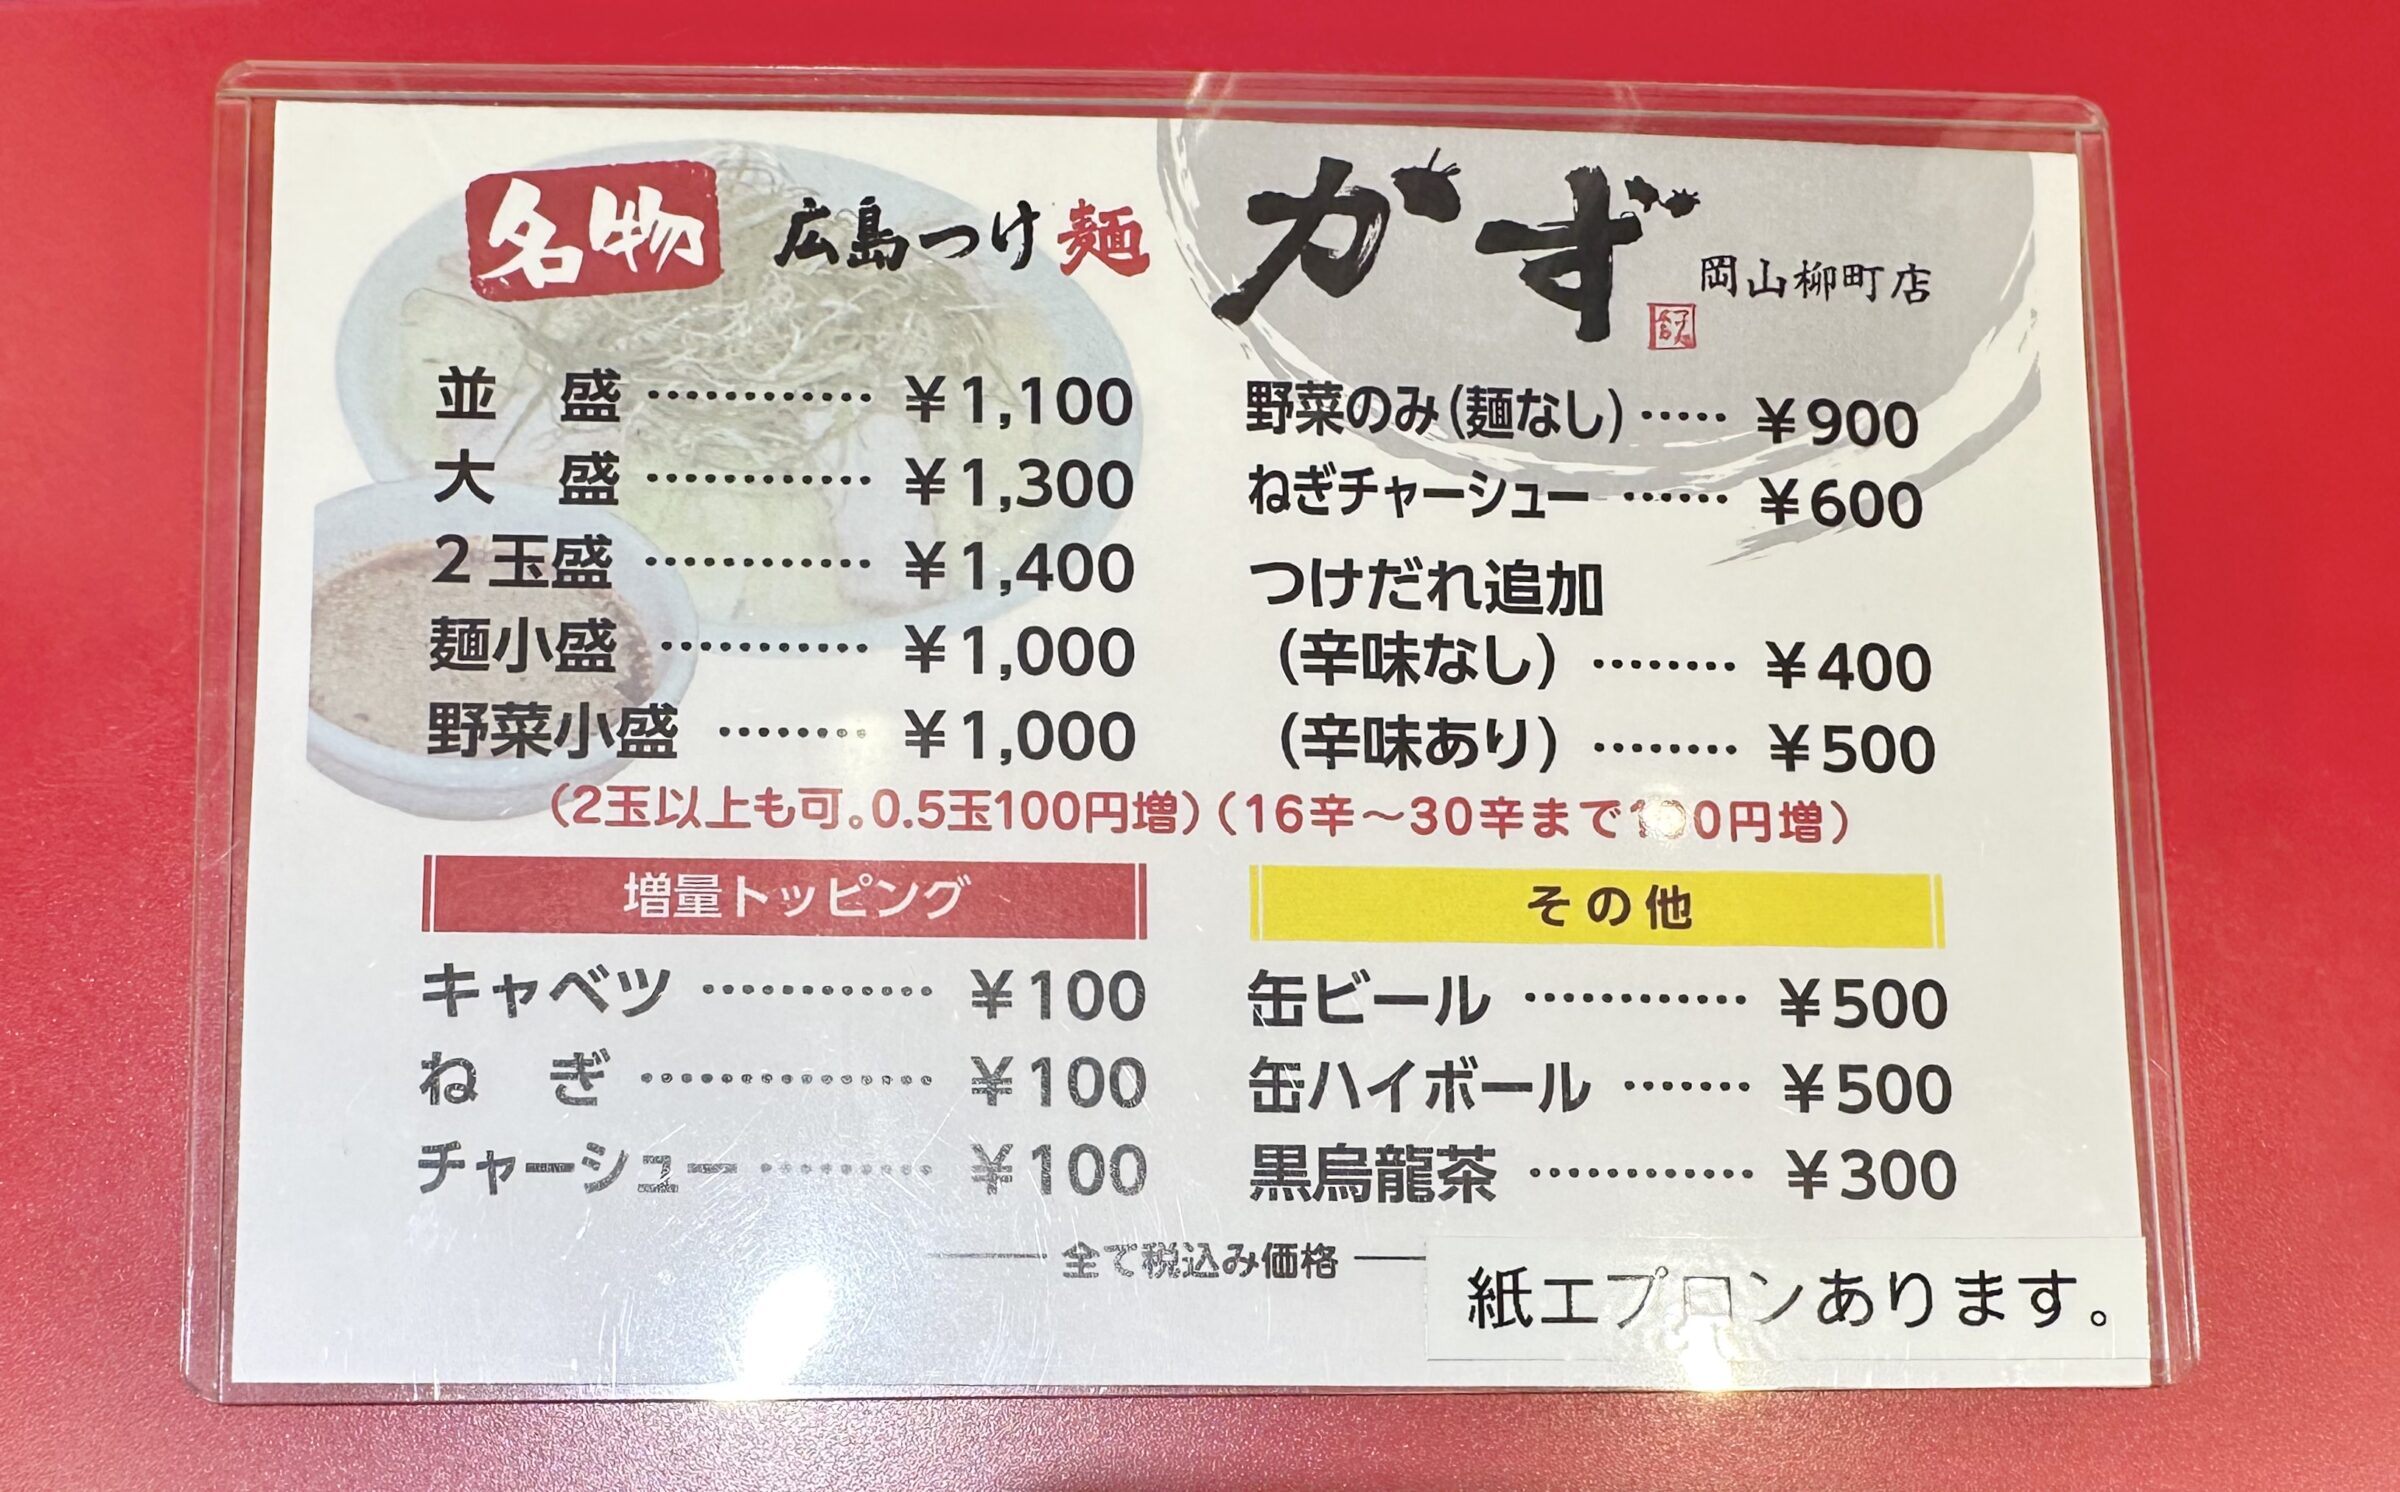 名物 広島つけ麺 かず 岡山柳町店
並 盛 ………… ¥1,100
大 盛 ………… ¥1,300
2玉盛 ………… ¥1,400
麺小盛 ………… ¥1,000
野菜小盛 ……… ¥1,000
野菜のみ(麺なし) …… ¥900
ねぎチャーシュー …… ¥600
つけだれ追加
(辛味なし) ……… ¥400
(辛味あり) ……… ¥500
(2玉以上も可。0.5玉100円増)(16辛〜30辛まで100円増)
増量トッピング
キャベツ ………… ¥100
ね ぎ …………… ¥100
チャーシュー ……… ¥100
その他
缶ビール ………… ¥500
缶ハイボール ……… ¥500
黒烏龍茶 ………… ¥300
全て税込み価格
紙エプロンあります。